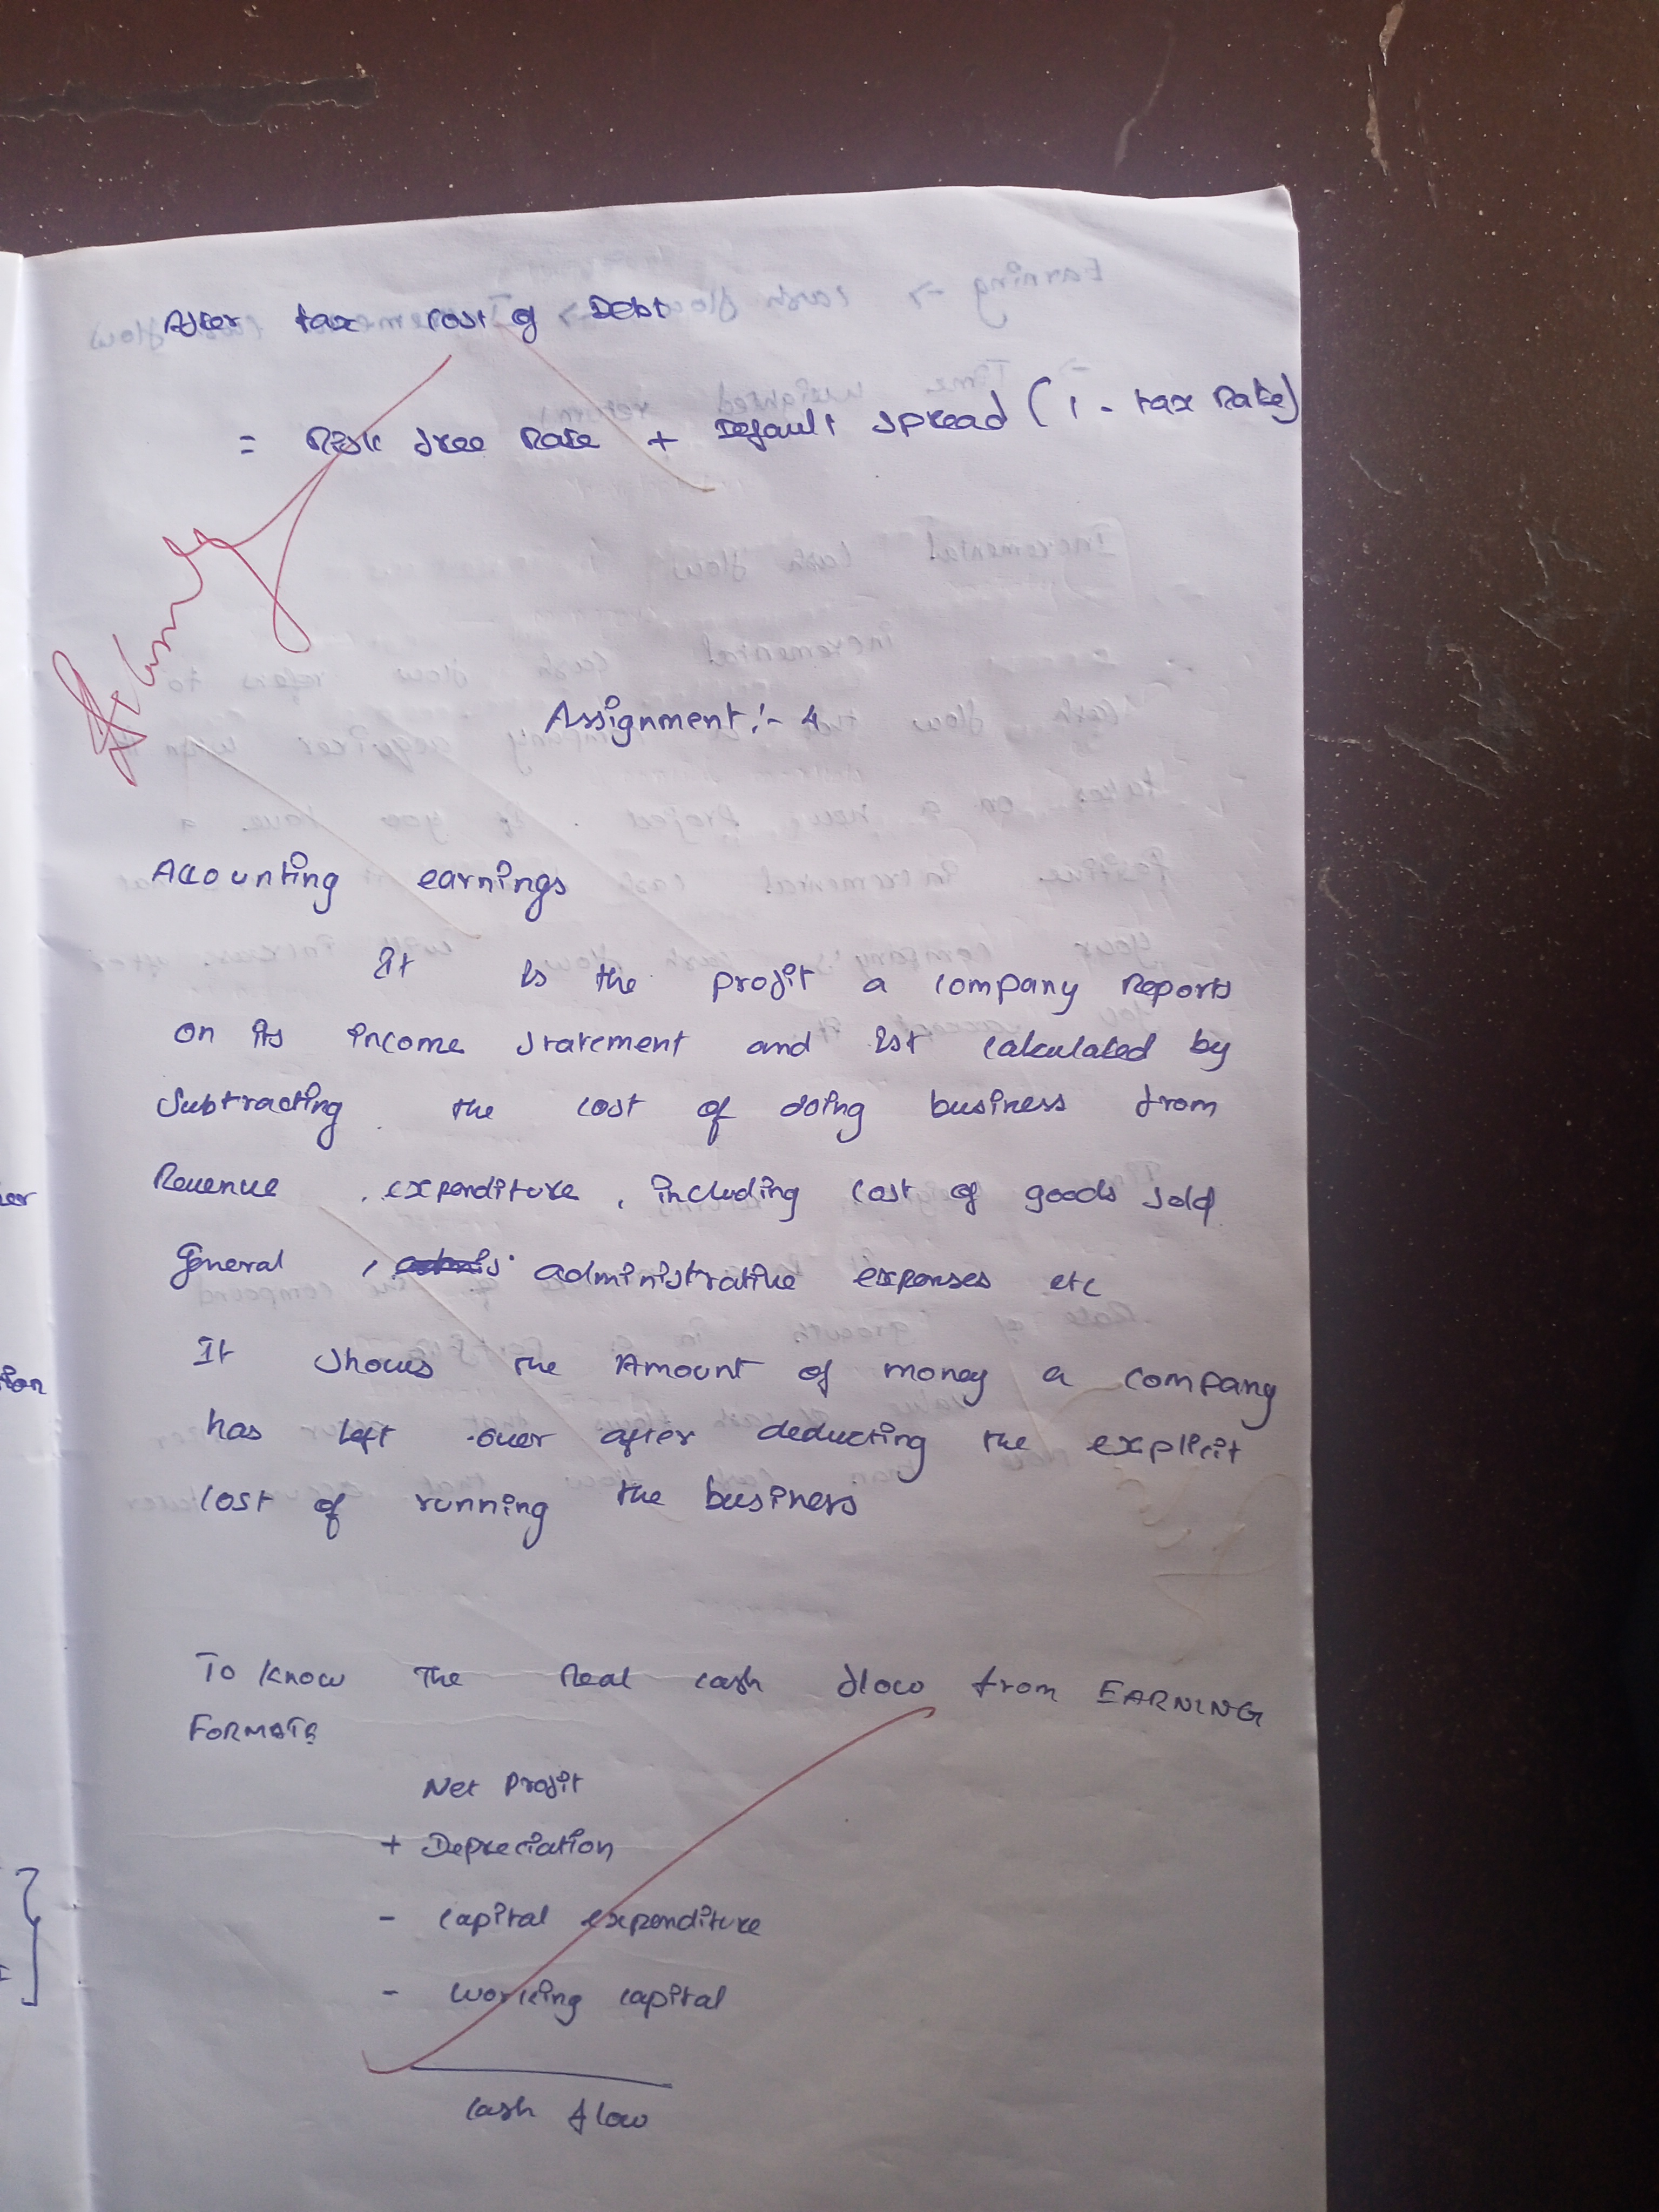 After tax cost of Debt
= Risk free Rate + Default spread (1 - tax Rate)
Assignment :- 4
Accounting earnings
It is the profit a company Reports
on its income statement and ist calculated by
Subtracting the cost of doing business from
Revenue , expenditure , including cost of goods sold
General , administrative expenses etc
It shows the Amount of money a company
has left over after deducting the explicit
cost of running the business
To know The Real cash flow from EARNING
FORMATE
Net Profit
+ Depreciation
- capital expenditure
- working capital
cash flow